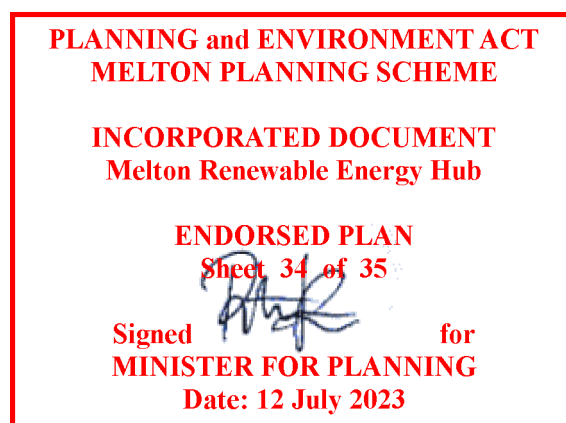 PLANNING and ENVIRONMENT ACT
MELTON PLANNING SCHEME
INCORPORATED DOCUMENT
Melton Renewable Energy Hub
ENDORSED PLAN
Sheet 34 of 35
Signed for
MINISTER FOR PLANNING
Date: 12 July 2023